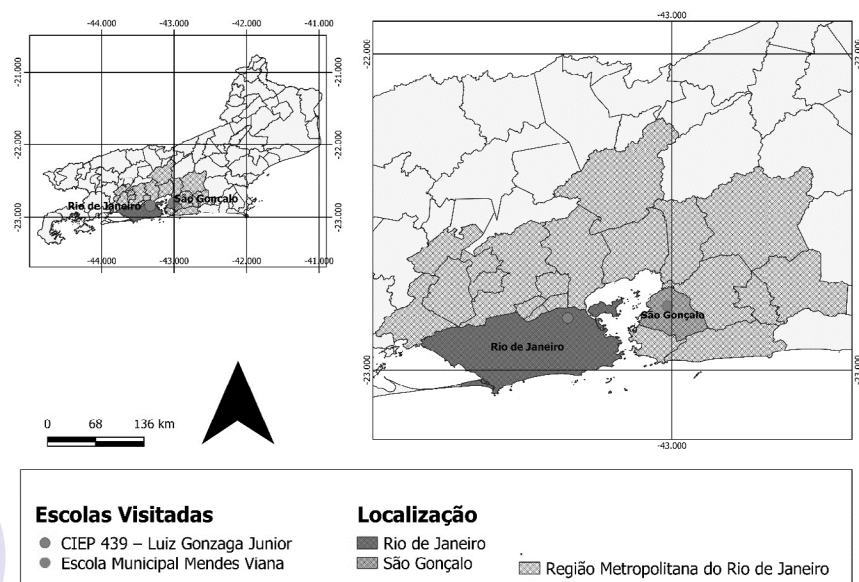 -44.000 -43.000 -42.000 -41.000
-21.000 -21.000
-22.000 -22.000
-23.000 -23.000
Rio de Janeiro São Gonçalo
-44.000 -43.000 -42.000 -41.000
-43.000
-22.000 -22.000
São Gonçalo
Rio de Janeiro
-23.000 -23.000
-43.000
0 68 136 km
Escolas Visitadas
CIEP 439 – Luiz Gonzaga Junior
Escola Municipal Mendes Viana
Localização
Rio de Janeiro
São Gonçalo
Região Metropolitana do Rio de Janeiro